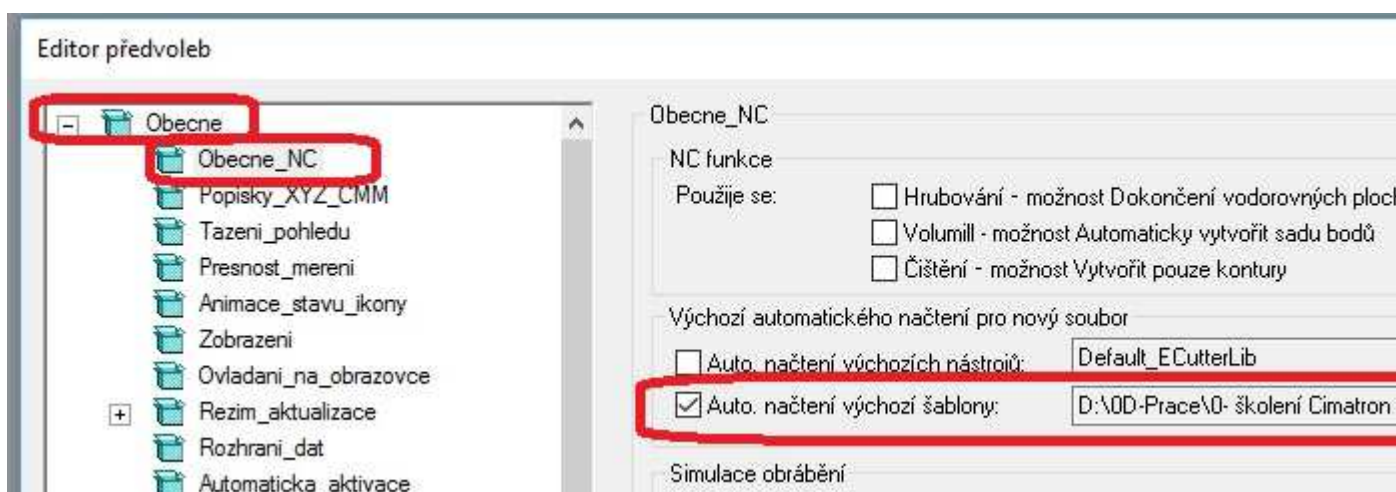 Editor předvoleb
Obecne
Obecne_NC
Popisky_XYZ_CMM
Tazeni_pohledu
Presnost_mereni
Animace_stavu_ikony
Zobrazeni
Ovladani_na_obrazovce
Rezim_aktualizace
Rozhrani_dat
Automaticka_aktivace
Obecne_NC
NC funkce
Použije se:
Hrubování - možnost Dokončení vodorovných ploch
Volumill - možnost Automaticky vytvořit sadu bodů
Čištění - možnost Vytvořit pouze kontury
Výchozí automatického načtení pro nový soubor
Auto. načtení výchozích nástrojů: Default_ECutterLib
Auto. načtení výchozí šablony: D:\0D-Prace\0- školení Cimatron
Simulace obrábění